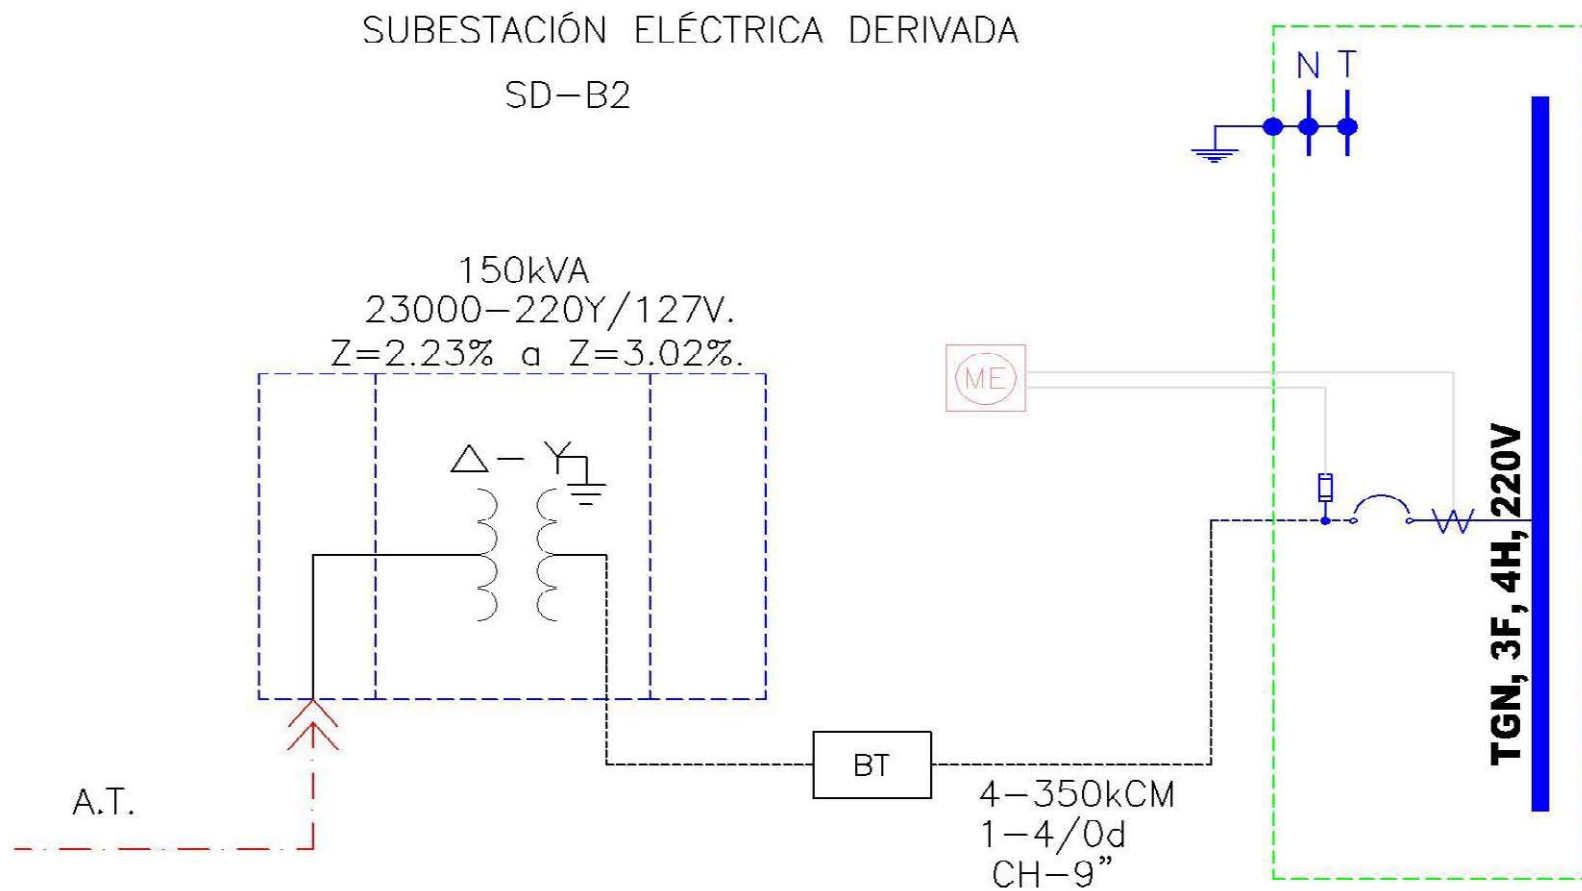 SUBESTACIÓN ELÉCTRICA DERIVADA
SD-B2
N T
150kVA
23000-220Y/127V.
Z=2.23% a Z=3.02%.
ME
TGN, 3F, 4H, 220V
BT
A.T.
4-350kCM
1-4/0d
CH-9"